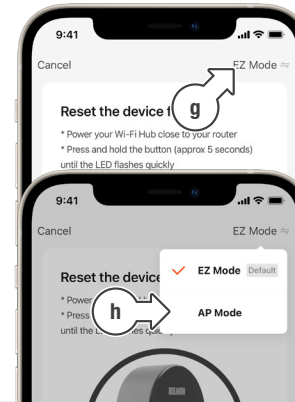 9:41
Cancel
EZ Mode
Reset the device f
g
* Power your Wi-Fi Hub close to your router
* Press and hold the button (approx 5 seconds)
until the LED flashes quickly
9:41
Cancel
EZ Mode
Reset the device
EZ Mode Default
* Power
h
* Press
AP Mode
until the